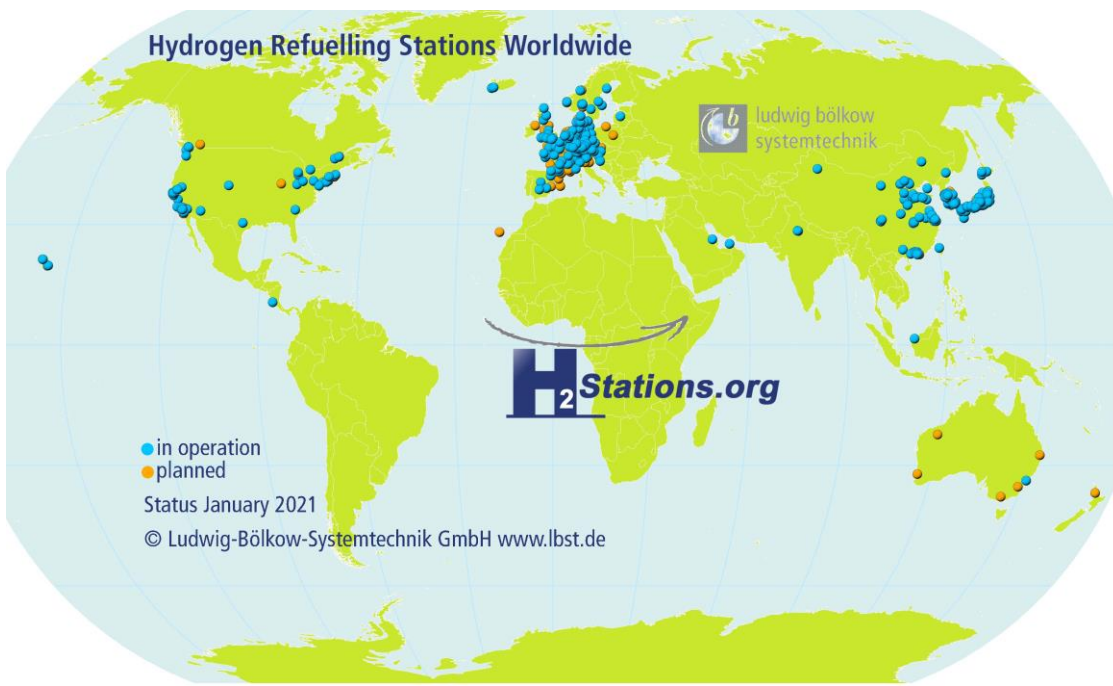 Hydrogen Refuelling Stations Worldwide
ludwig bölkow
systemtechnik
b
H2Stations.org
in operation
planned
Status January 2021
© Ludwig-Bölkow-Systemtechnik GmbH www.lbst.de